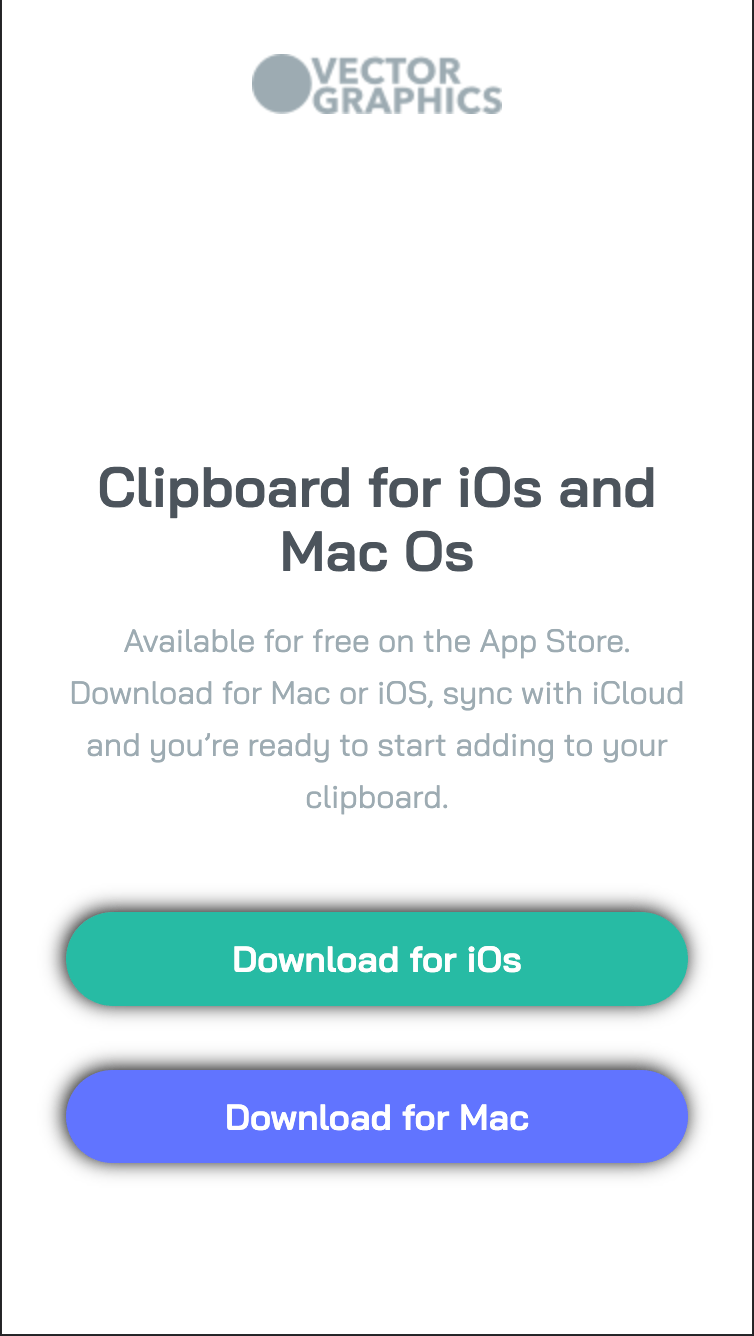 VECTOR
GRAPHICS
Clipboard for iOs and
Mac Os
Available for free on the App Store.
Download for Mac or iOS, sync with iCloud
and you’re ready to start adding to your
clipboard.
Download for iOs
Download for Mac